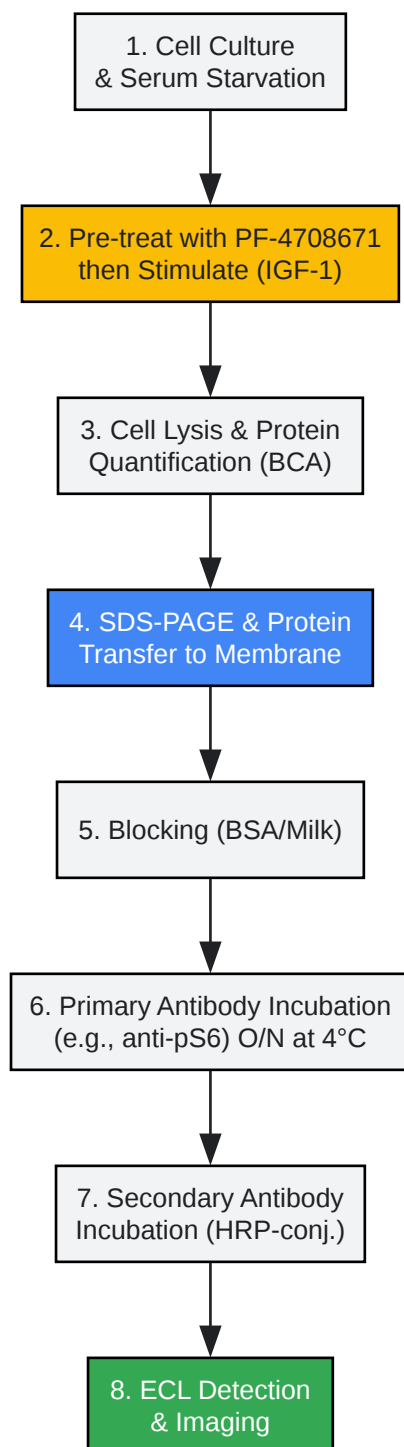 1. Cell Culture
& Serum Starvation
2. Pre-treat with PF-4708671
then Stimulate (IGF-1)
3. Cell Lysis & Protein
Quantification (BCA)
4. SDS-PAGE & Protein
Transfer to Membrane
5. Blocking (BSA/Milk)
6. Primary Antibody Incubation
(e.g., anti-pS6) O/N at 4°C
7. Secondary Antibody
Incubation (HRP-conj.)
8. ECL Detection
& Imaging